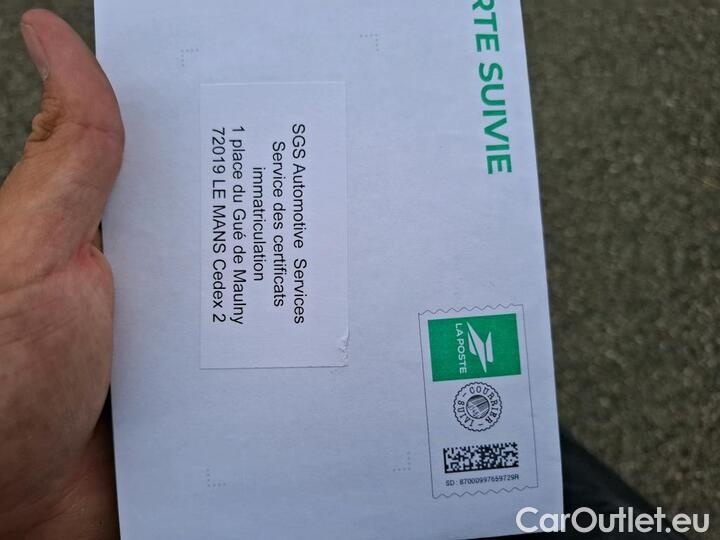 RTE SUIVIE
SGS Automotive Services
Service des certificats
immatriculation
1 place du Gué de Maulny
72019 LE MANS Cedex 2
LA POSTE
COURRIER
SUIVI
SD : 87000997659729R
CarOutlet.eu